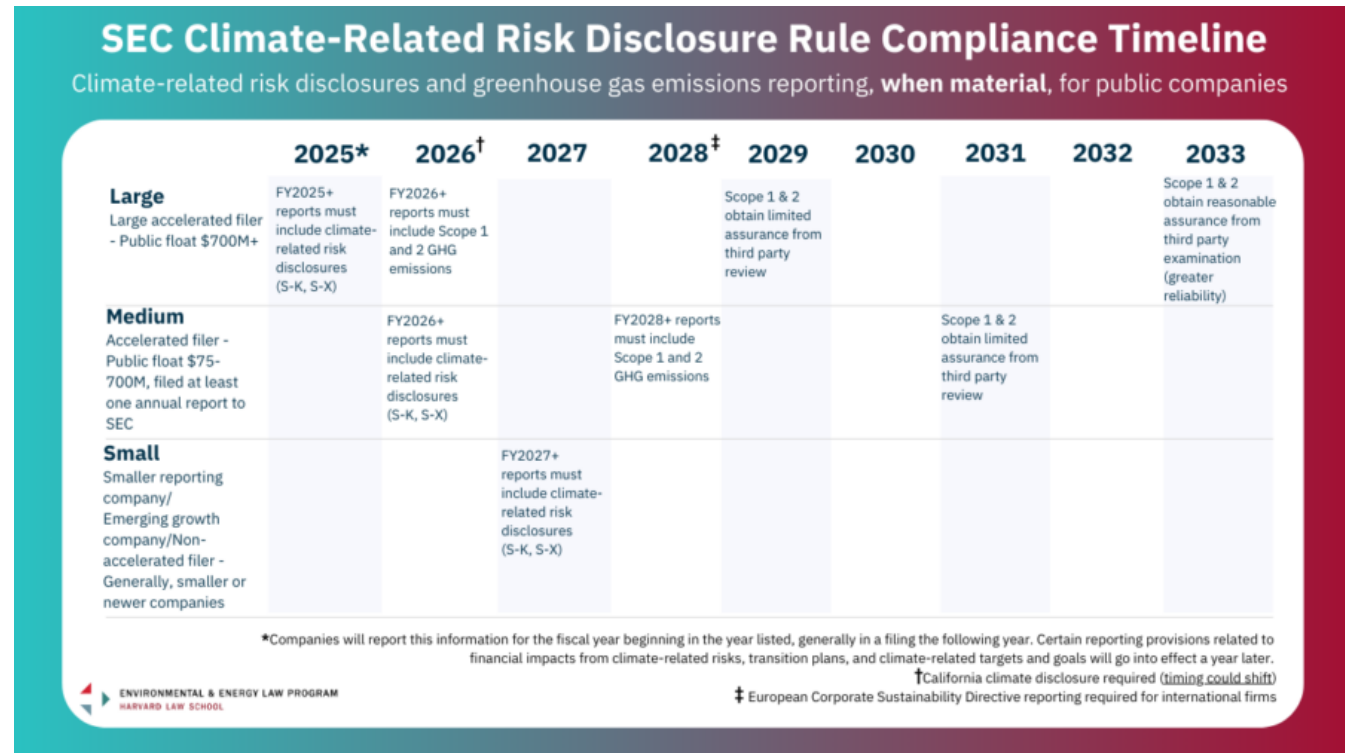 SEC Climate-Related Risk Disclosure Rule Compliance Timeline
Climate-related risk disclosures and greenhouse gas emissions reporting, when material, for public companies
2025* 2026† 2027 2028‡ 2029 2030 2031 2032 2033
Large
Large accelerated filer
- Public float $700M+
FY2025+
reports must
include climate-
related risk
disclosures
(S-K, S-X)
FY2026+
reports must
include Scope 1
and 2 GHG
emissions
Scope 1 & 2
obtain limited
assurance from
third party
review
Scope 1 & 2
obtain reasonable
assurance from
third party
examination
(greater
reliability)
Medium
Accelerated filer -
Public float $75-
700M, filed at least
one annual report to
SEC
FY2026+
reports must
include climate-
related risk
disclosures
(S-K, S-X)
FY2028+ reports
must include
Scope 1 and 2
GHG emissions
Scope 1 & 2
obtain limited
assurance from
third party
review
Small
Smaller reporting
company/
Emerging growth
company/Non-
accelerated filer -
Generally, smaller or
newer companies
FY2027+
reports must
include climate-
related risk
disclosures
(S-K, S-X)
*Companies will report this information for the fiscal year beginning in the year listed, generally in a filing the following year. Certain reporting provisions related to
financial impacts from climate-related risks, transition plans, and climate-related targets and goals will go into effect a year later.
†California climate disclosure required (timing could shift)
‡ European Corporate Sustainability Directive reporting required for international firms
ENVIRONMENTAL & ENERGY LAW PROGRAM
HARVARD LAW SCHOOL